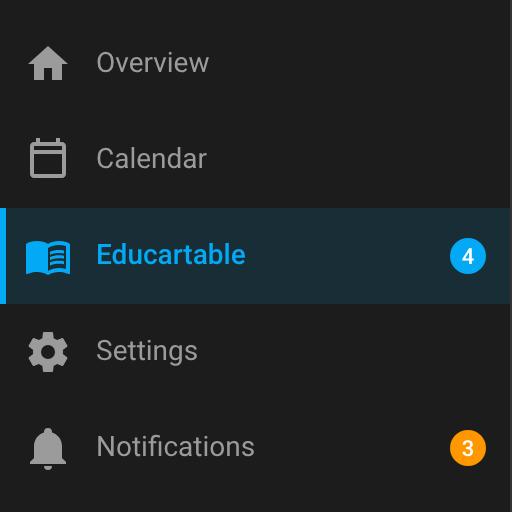 Overview
Calendar
Educartable 4
Settings
Notifications 3